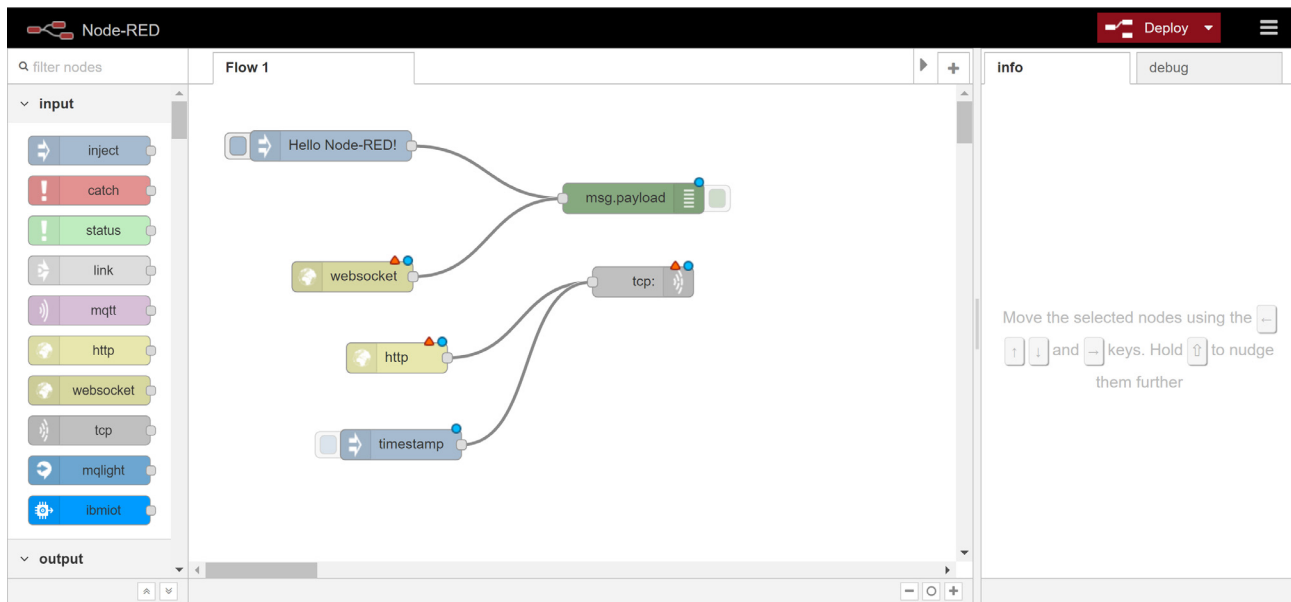 Node-RED
Deploy
filter nodes
Flow 1
info
debug
input
inject
catch
status
link
mqtt
http
websocket
tcp
mqlight
ibmiot
output
Hello Node-RED!
msg.payload
websocket
tcp:
http
timestamp
Move the selected nodes using the ←
↑ ↓ and → keys. Hold ⇧ to nudge
them further